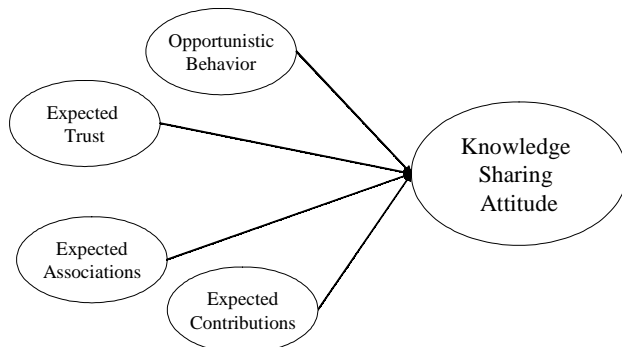 Opportunistic
Behavior
Expected
Trust
Knowledge
Sharing
Attitude
Expected
Associations
Expected
Contributions